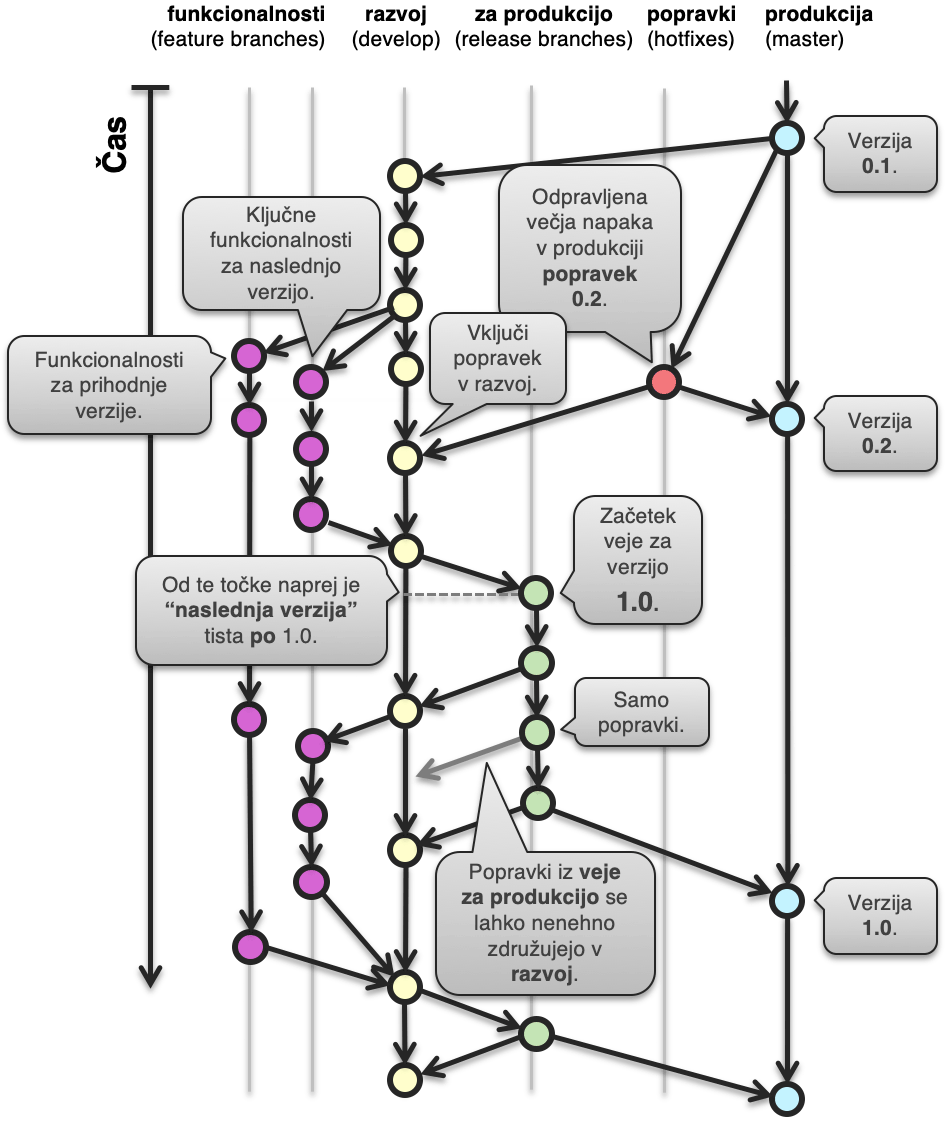 funkcionalnosti
(feature branches)
razvoj
(develop)
za produkcijo
(release branches)
popravki
(hotfixes)
produkcija
(master)
Čas
Verzija
0.1.
Odpravljena
večja napaka
v produkciji
popravek
0.2.
Ključne
funkcionalnosti
za naslednjo
verzijo.
Vključi
popravek
v razvoj.
Funkcionalnosti
za prihodnje
verzije.
Verzija
0.2.
Začetek
veje za
verzijo
1.0.
Od te točke naprej je
“naslednja verzija”
tista po 1.0.
Samo
popravki.
Popravki iz veje
za produkcijo se
lahko nenehno
združujejo v
razvoj.
Verzija
1.0.